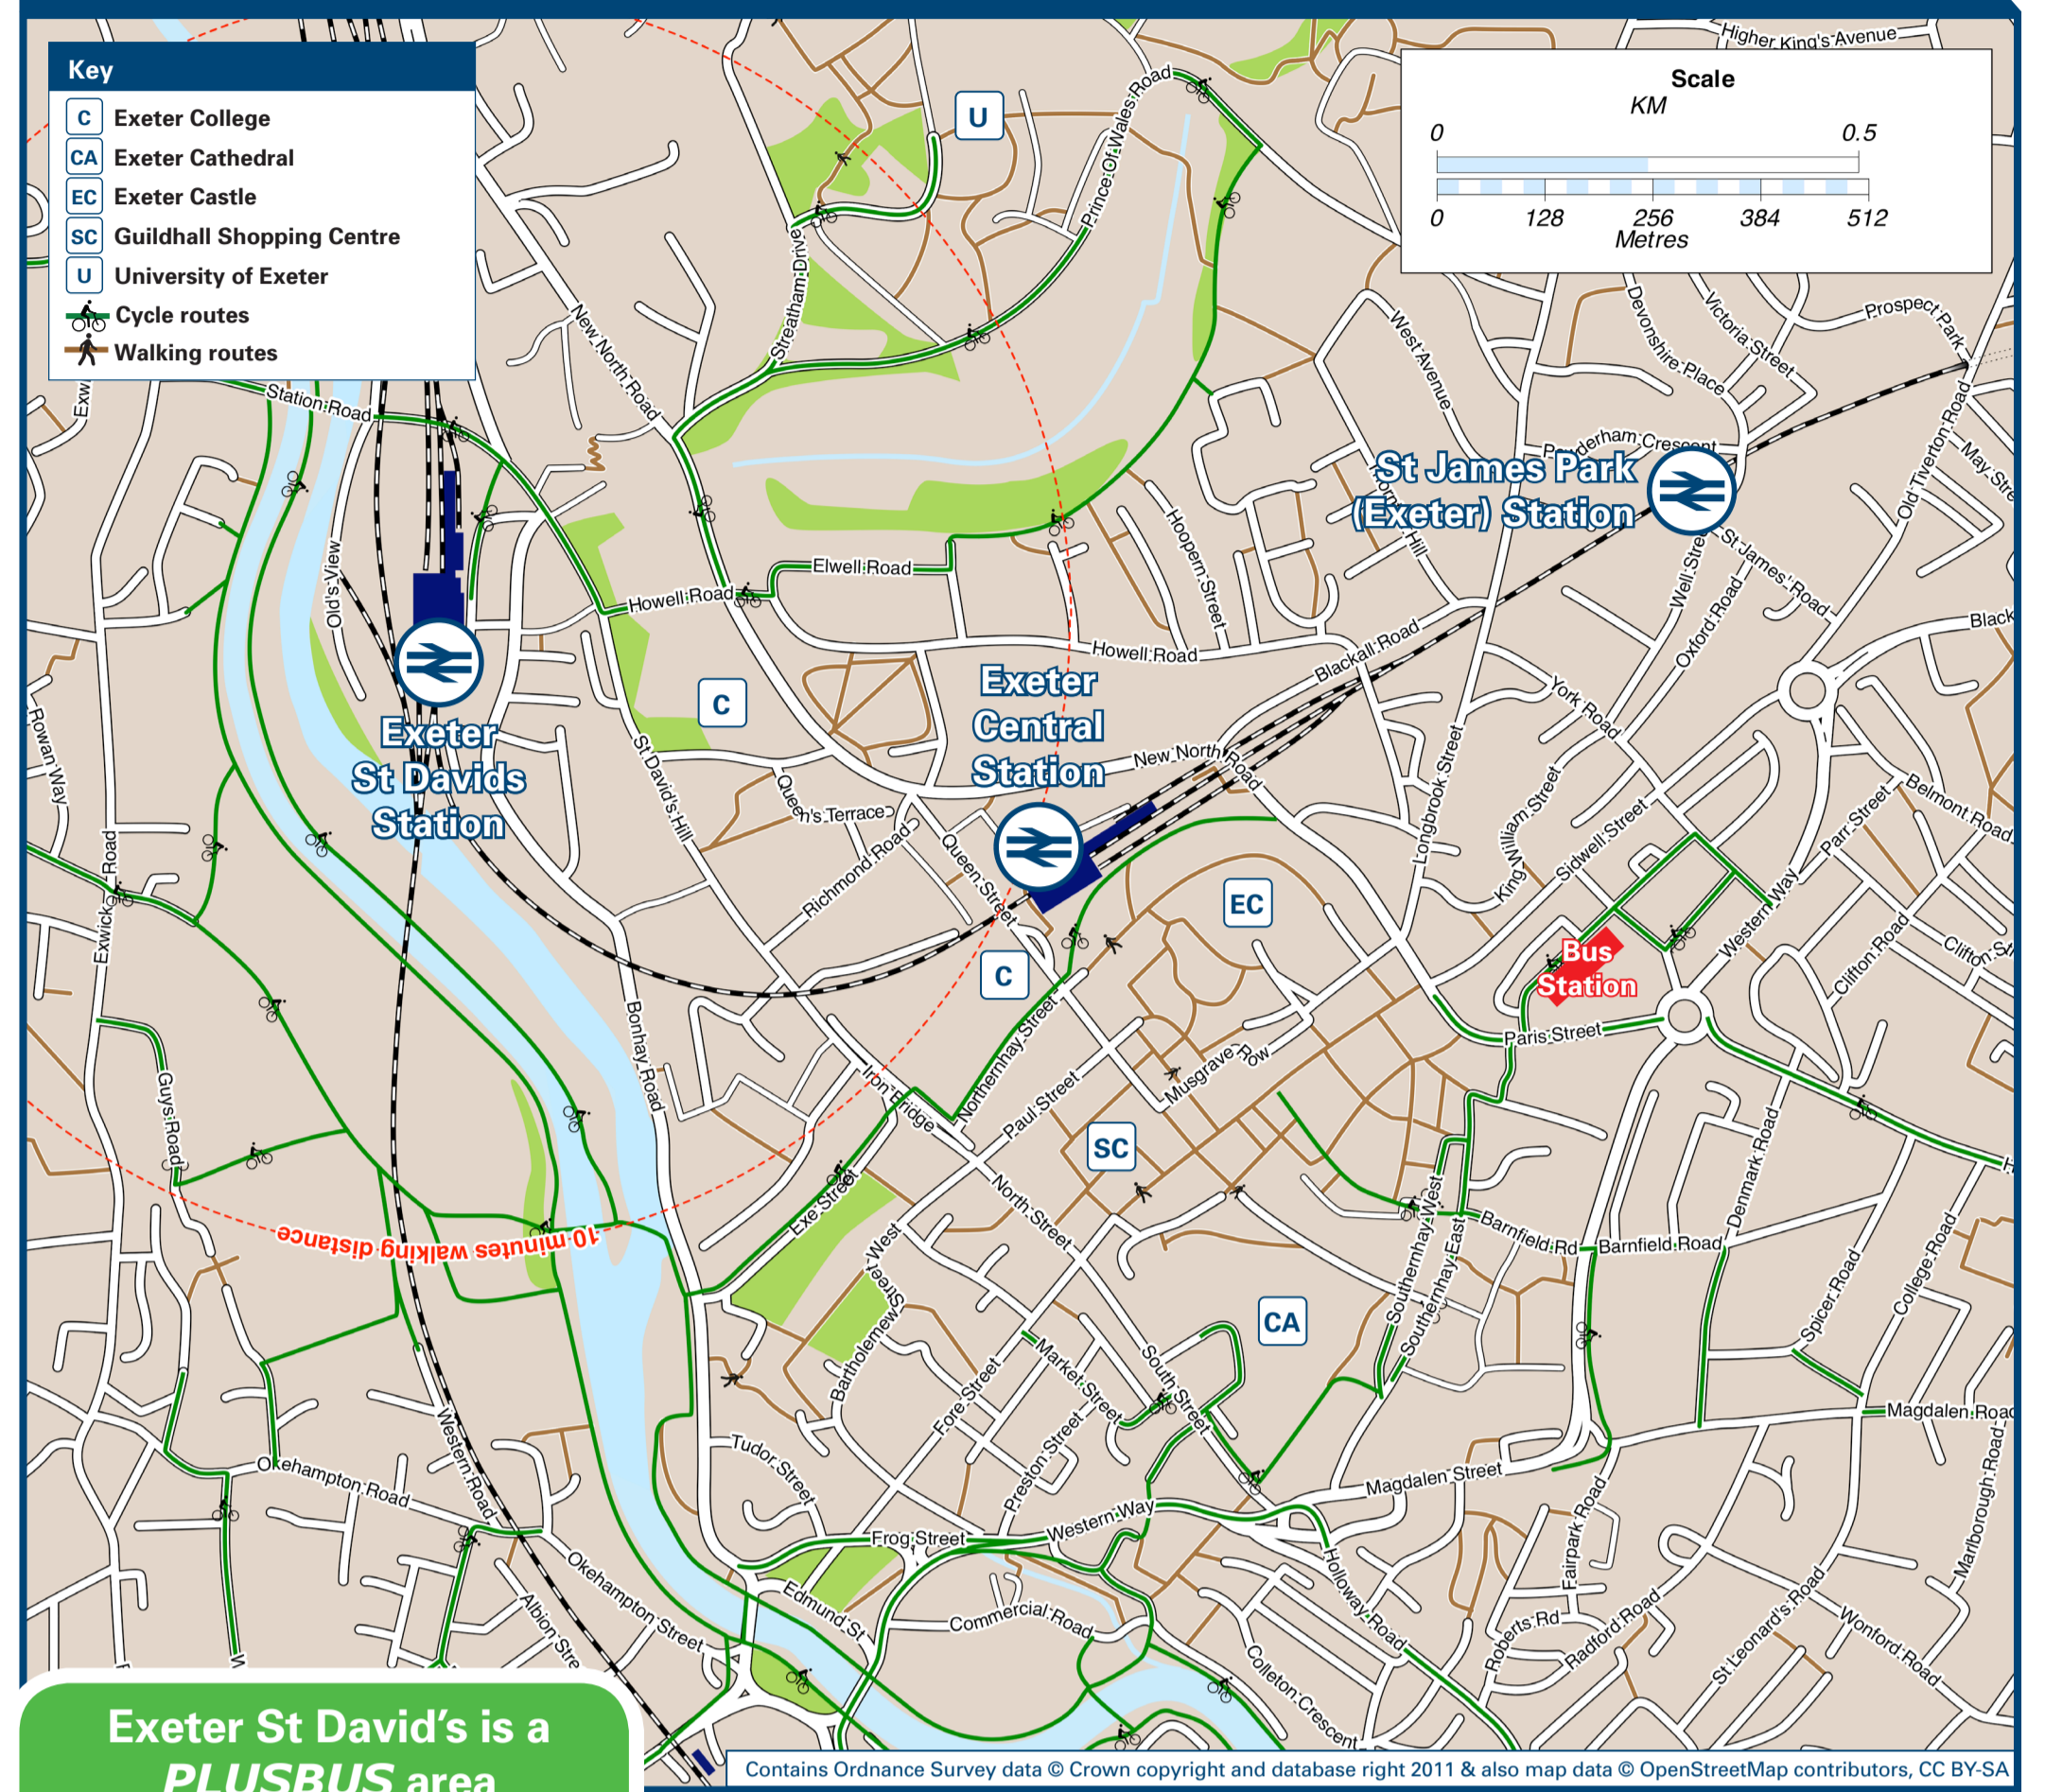 Key
C Exeter College
CA Exeter Cathedral
EC Exeter Castle
SC Guildhall Shopping Centre
U University of Exeter
Cycle routes
Walking routes
Scale
KM
0 0.5
0 128 256 384 512
Metres
Higher King's Avenue
Prince Of Wales Road
U
Streatham Drive
New North Road
Station Road
West Avenue
Devonshire Place
Victoria Street
Prospect Park
Old Tiverton Road
Powderham Crescent
St James Park
(Exeter) Station
Well Street
St James' Road
Oxford Road
Hoopern Street
Elwell Road
Howell Road
Howell Road
Blackall Road
Old's View
Exeter
St Davids
Station
C
Exeter
Central
Station
New North Road
York Road
Longbrook Street
King William Street
Sidwell Street
Belmont Road
Parr Street
Western Way
Clifton Road
Rowan Way
Exwick Road
St David's Hill
Queen's Terrace
Richmond Road
Queen Street
EC
C
Bus
Station
Paris Street
Bonhay Road
Iron Bridge
Northernhay Street
Paul Street
Musgrave Row
SC
Guys Road
10 minutes walking distance
Exe Street
North Street
Bartholemew Street West
Southernhay West
Southernhay East
Barnfield Rd
Barnfield Road
Denmark Road
Spicer Road
College Road
CA
Market Street
South Street
Fore Street
Preston Street
Magdalen Road
Magdalen Street
Marlborough Road
Tudor Street
Western Road
Okehampton Road
Frog Street
Western Way
Okehampton Street
Edmund St
Commercial Road
Holloway Road
Fairpark Road
Roberts Rd
Radford Road
St Leonard's Road
Wonford Road
Colleton Crescent
Exeter St David's is a
PLUSBUS area
Contains Ordnance Survey data © Crown copyright and database right 2011 & also map data © OpenStreetMap contributors, CC BY-SA